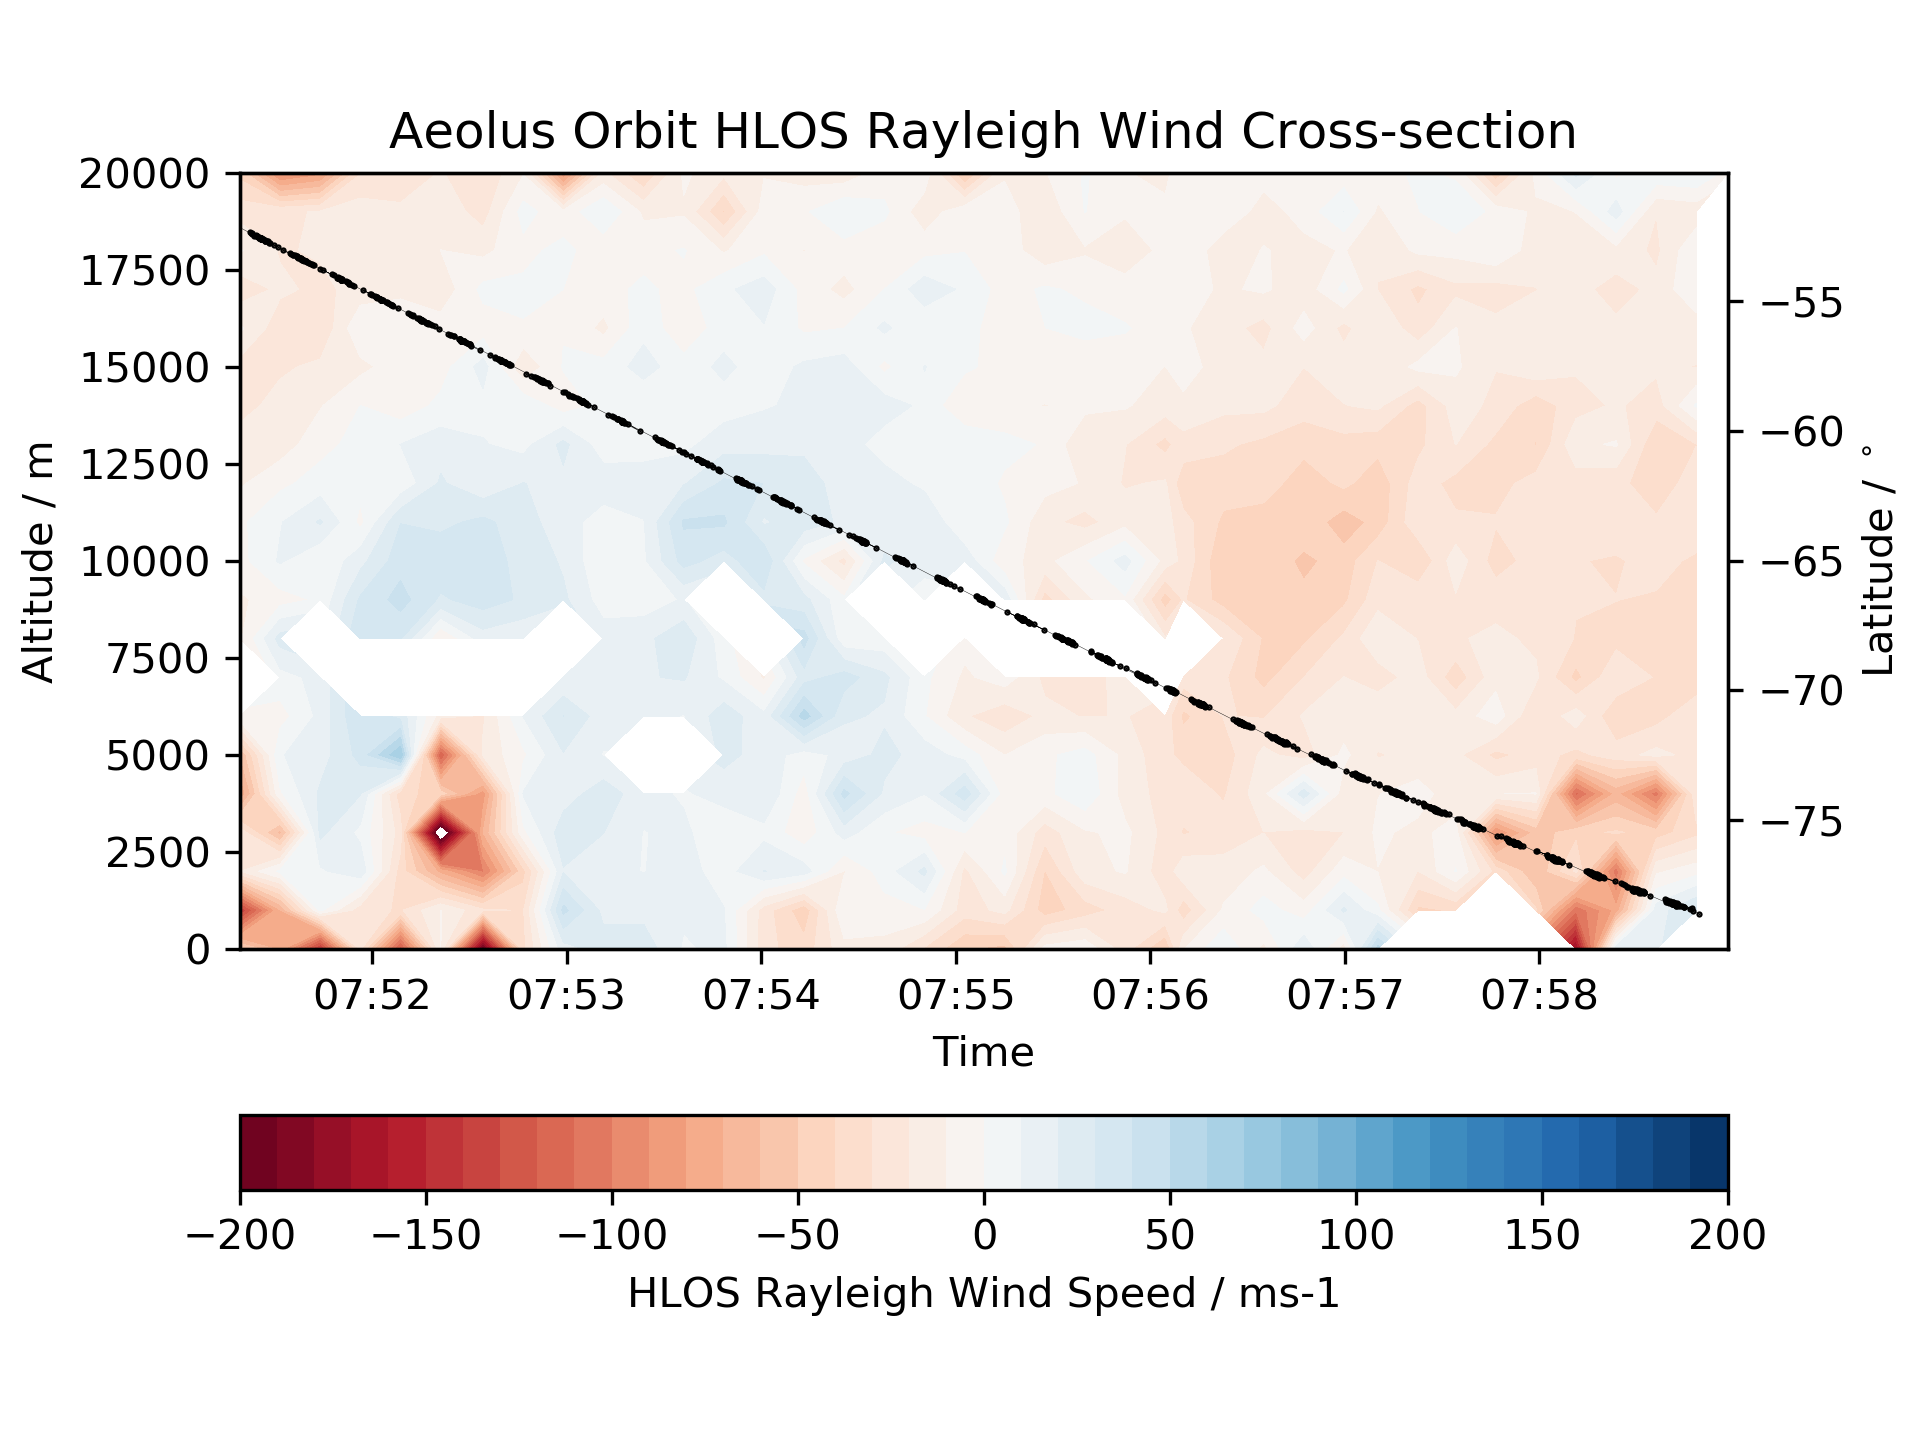 Aeolus Orbit HLOS Rayleigh Wind Cross-section
20000
17500
15000
12500
10000
7500
5000
2500
0
Altitude / m
−55
−60
−65
−70
−75
Latitude / °
07:52 07:53 07:54 07:55 07:56 07:57 07:58
Time
−200 −150 −100 −50 0 50 100 150 200
HLOS Rayleigh Wind Speed / ms-1